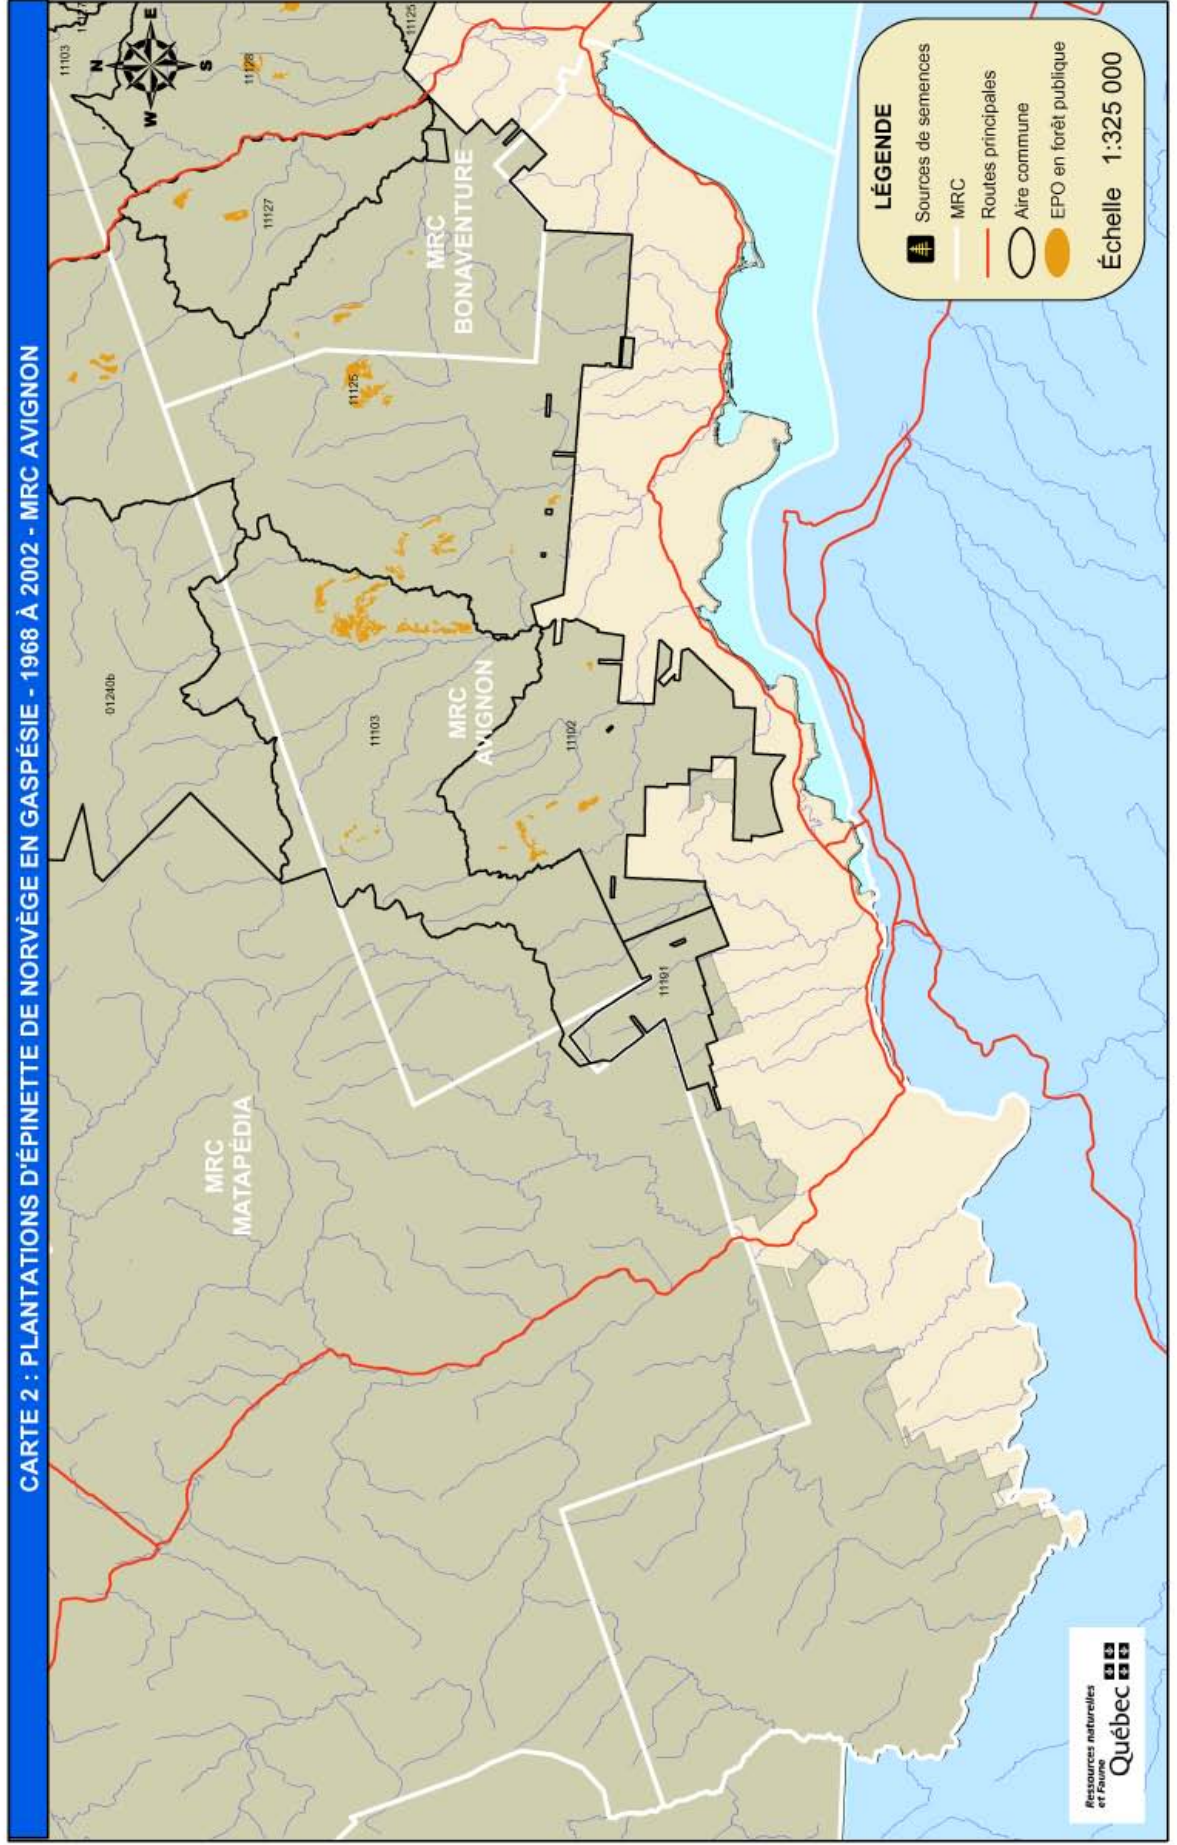 CARTE 2 : PLANTATIONS D'ÉPINETTE DE NORVÈGE EN GASPÉSIE - 1968 À 2002 - MRC AVIGNON
MRC
MATAPÉDIA
01240b
11103
MRC
AVIGNON
11102
11191
11125
11127
MRC
BONAVENTURE
11128
11103
11127
11125
N
E
S
W
LÉGENDE
Sources de semences
MRC
Routes principales
Aire commune
EPO en forêt publique
Échelle 1:325 000
Ressources naturelles
et Faune
Québec